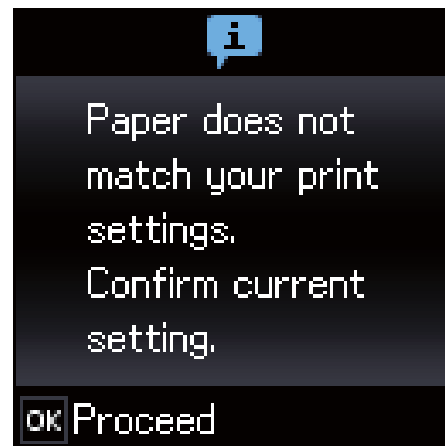 i
Paper does not
match your print
settings.
Confirm current
setting.
OK Proceed